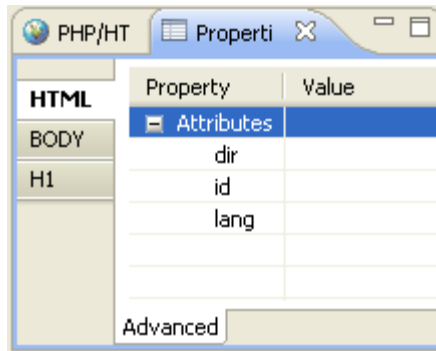 PHP/HT Properti
HTML
BODY
H1
Property Value
Attributes
dir
id
lang
Advanced